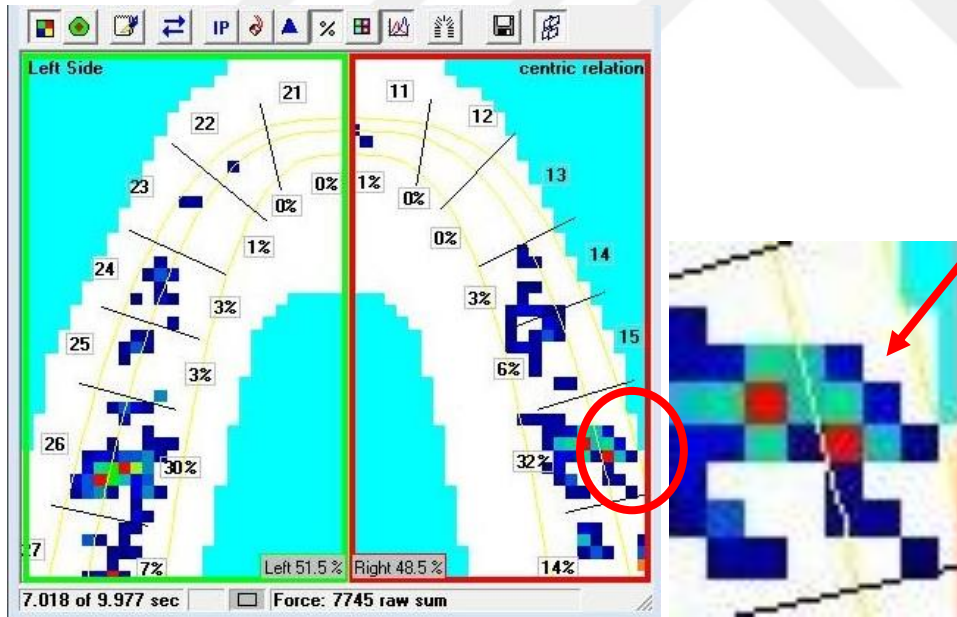 IP %
Left Side centric relation
21 11
22 12
23 0% 1% 13
0% 0%
1% 0%
24 14
3% 3%
25 15
3% 6%
26 30% 32%
7 7% Left 51.5 % Right 48.5 % 14%
7.018 of 9.977 sec Force: 7745 raw sum